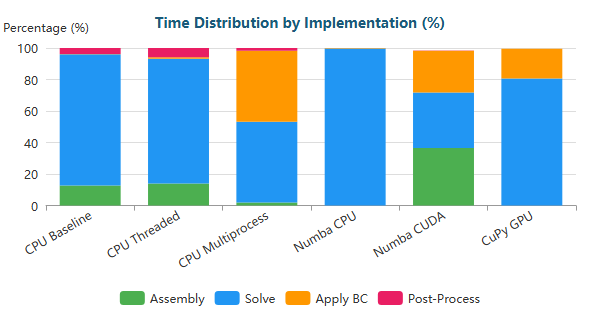 Time Distribution by Implementation (%)
Percentage (%)
100
80
60
40
20
0
CPU Baseline
CPU Threaded
CPU Multiprocess
Numba CPU
Numba CUDA
CuPy GPU
Assembly Solve Apply BC Post-Process